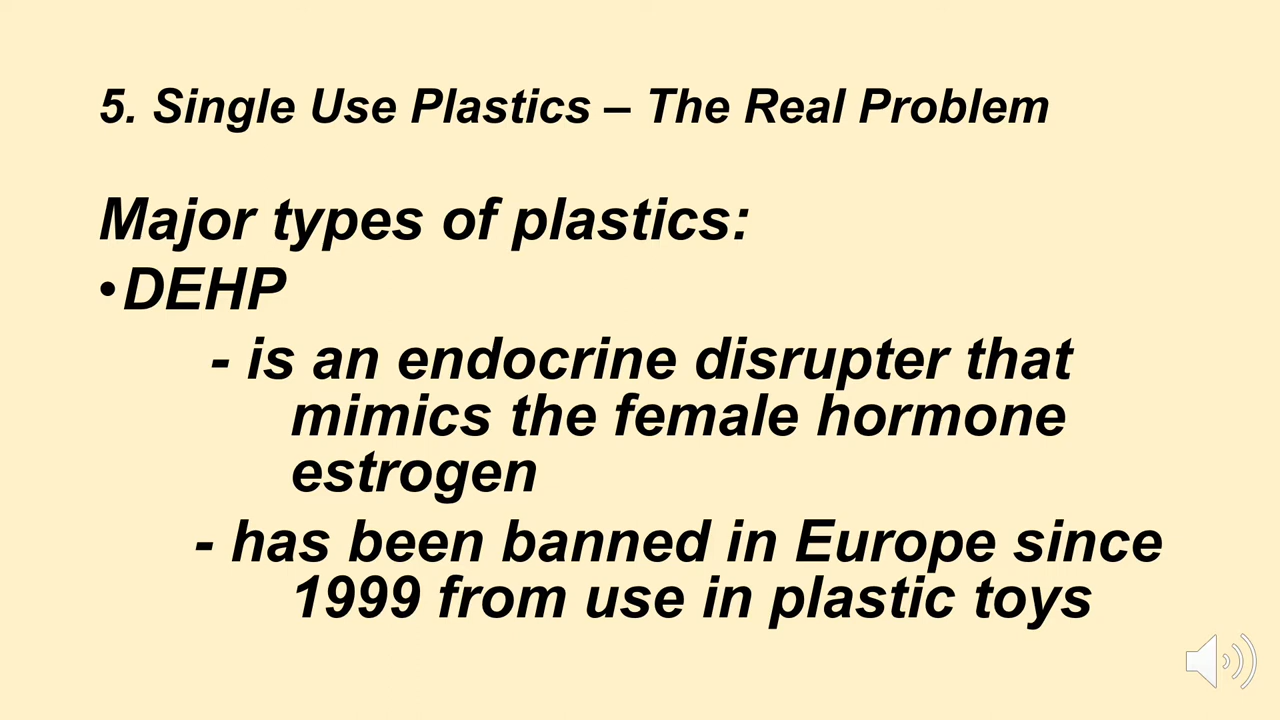 5. Single Use Plastics – The Real Problem
Major types of plastics:
•DEHP
- is an endocrine disrupter that
mimics the female hormone
estrogen
- has been banned in Europe since
1999 from use in plastic toys